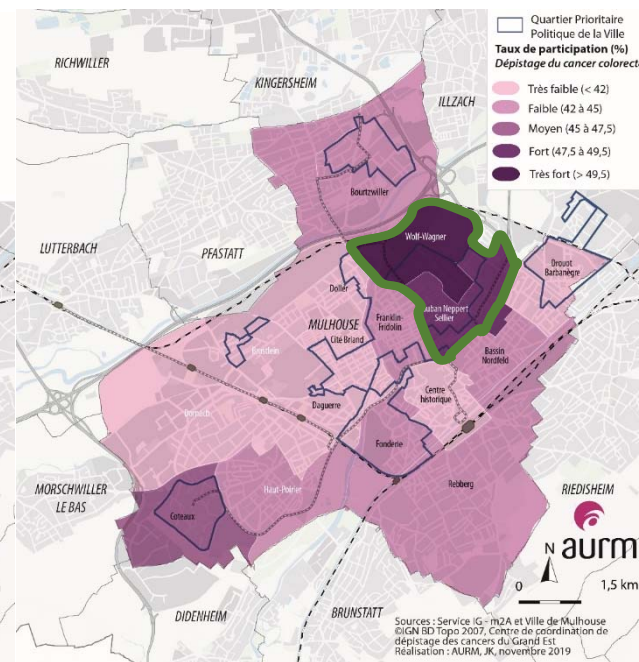 Quartier Prioritaire
Politique de la Ville
Taux de participation (%)
Dépistage du cancer colorect
Très faible (< 42)
Faible (42 à 45)
Moyen (45 à 47,5)
Fort (47,5 à 49,5)
Très fort (> 49,5)
RICHWILLER
KINGERSHEIM
ILLZACH
Bourtzwiller
LUTTERBACH
PFASTATT
Wolf-Wagner
Drouot
Barbanègre
Doller
MULHOUSE
Cité Briand
Franklin-
Fridolin
uban Neppert
Sellier
Bassin
Nordfeld
Brustlein
Daguerre
Centre
historique
Dornach
Fonderie
Haut-Poirier
Rebberg
MORSCHWILLER
LE BAS
Coteaux
RIEDISHEIM
DIDENHEIM
BRUNSTATT
N
aurm
0 1,5 km
Sources : Service IG - m2A et Ville de Mulhouse
©IGN BD Topo 2007, Centre de coordination de
dépistage des cancers du Grand Est
Réalisation : AURM, JK, novembre 2019